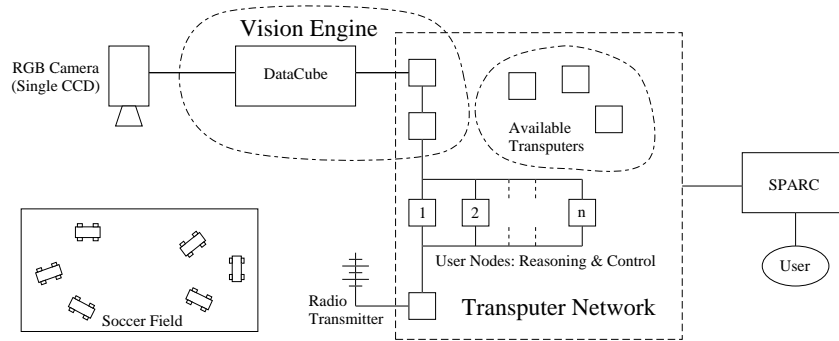 Vision Engine
RGB Camera
(Single CCD)
DataCube
Available
Transputers
SPARC
1
2
n
User
User Nodes: Reasoning & Control
Radio
Transmitter
Transputer Network
Soccer Field